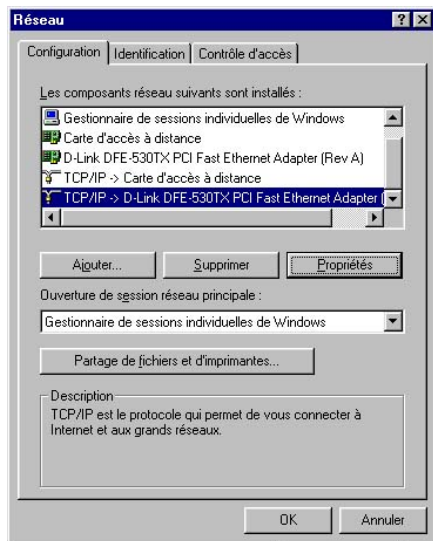 Réseau
Configuration
Identification
Contrôle d'accès
Les composants réseau suivants sont installés :
Gestionnaire de sessions individuelles de Windows
Carte d'accès à distance
D-Link DFE-530TX PCI Fast Ethernet Adapter (Rev A)
TCP/IP -> Carte d'accès à distance
TCP/IP -> D-Link DFE-530TX PCI Fast Ethernet Adapter (
Ajouter...
Supprimer
Propriétés
Ouverture de session réseau principale :
Gestionnaire de sessions individuelles de Windows
Partage de fichiers et d'imprimantes...
Description
TCP/IP est le protocole qui permet de vous connecter à
Internet et aux grands réseaux.
OK
Annuler